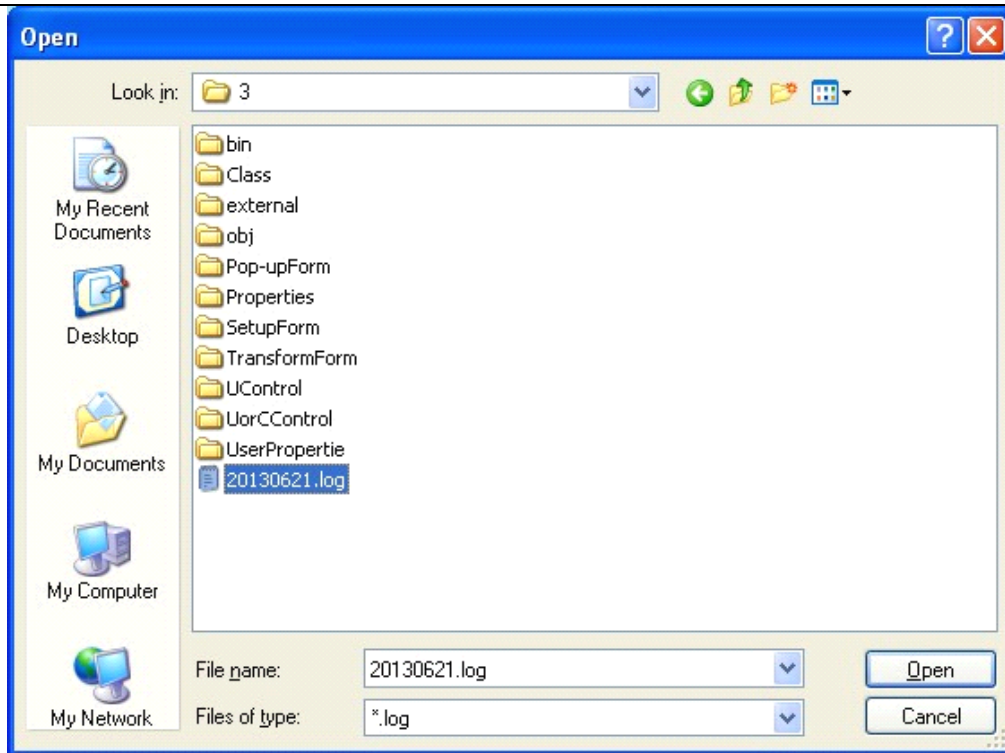 Open
Look in:
3
My Recent
Documents
Desktop
My Documents
My Computer
My Network
bin
Class
external
obj
Pop-upForm
Properties
SetupForm
TransformForm
UControl
UorCControl
UserPropertie
20130621.log
File name:
20130621.log
Open
Files of type:
*.log
Cancel